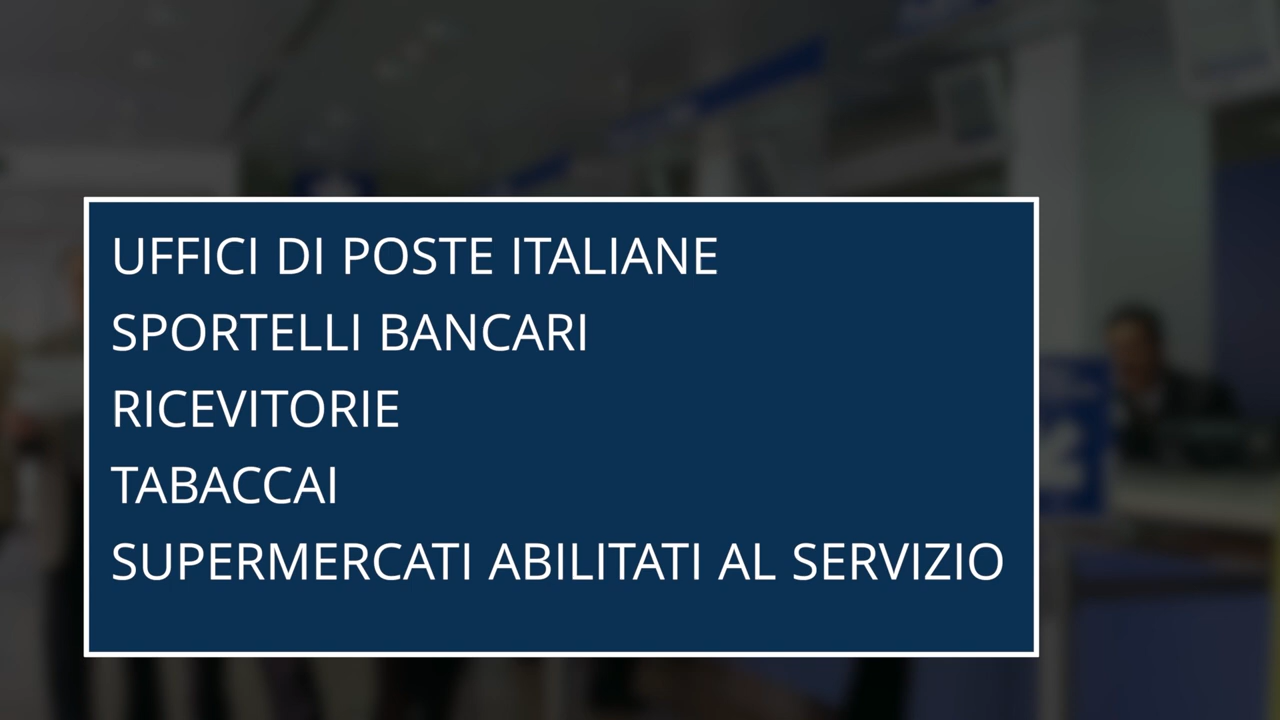 UFFICI DI POSTE ITALIANE
SPORTELLI BANCARI
RICEVITORIE
TABACCAI
SUPERMERCATI ABILITATI AL SERVIZIO